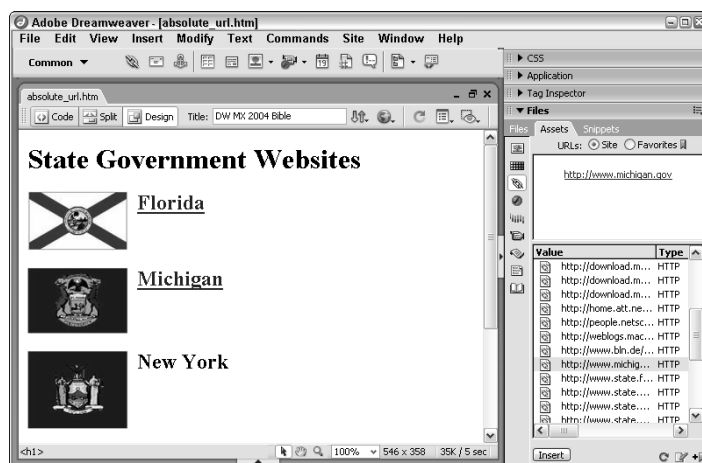 Adobe Dreamweaver - [absolute_url.htm]
File Edit View Insert Modify Text Commands Site Window Help
Common
absolute_url.htm
Code Split Design Title: DW MX 2004 Bible
State Government Websites
Florida
Michigan
New York
<h1> 100% 546 x 358 35K / 5 sec
CSS
Application
Tag Inspector
Files
Files Assets Snippets
URLs: Site Favorites
http://www.michigan.gov
Value Type
http://download.m... HTTP
http://download.m... HTTP
http://download.m... HTTP
http://home.att.ne... HTTP
http://people.netsc... HTTP
http://weblogs.mac... HTTP
http://www.bln.de/ HTTP
http://www.michig... HTTP
http://www.state.f... HTTP
http://www.state.... HTTP
http://www.state.... HTTP
http://www.state.... HTTP
Insert